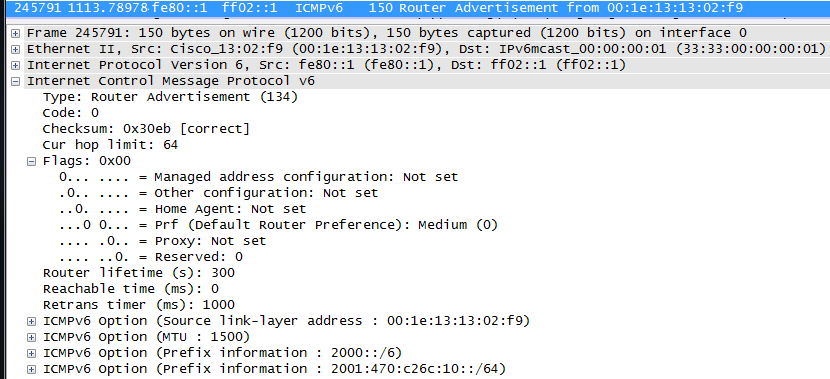 245791 1113.78978 fe80::1 ff02::1 ICMPv6 150 Router Advertisement from 00:1e:13:13:02:f9
Frame 245791: 150 bytes on wire (1200 bits), 150 bytes captured (1200 bits) on interface 0
Ethernet II, Src: Cisco_13:02:f9 (00:1e:13:13:02:f9), Dst: IPv6mcast_00:00:00:01 (33:33:00:00:00:01)
Internet Protocol Version 6, Src: fe80::1 (fe80::1), Dst: ff02::1 (ff02::1)
Internet Control Message Protocol v6
Type: Router Advertisement (134)
Code: 0
Checksum: 0x30eb [correct]
Cur hop limit: 64
Flags: 0x00
0... .... = Managed address configuration: Not set
.0.. .... = Other configuration: Not set
..0. .... = Home Agent: Not set
...0 0... = Prf (Default Router Preference): Medium (0)
.... .0.. = Proxy: Not set
.... ..0. = Reserved: 0
Router lifetime (s): 300
Reachable time (ms): 0
Retrans timer (ms): 1000
ICMPv6 Option (Source link-layer address : 00:1e:13:13:02:f9)
ICMPv6 Option (MTU : 1500)
ICMPv6 Option (Prefix information : 2000::/6)
ICMPv6 Option (Prefix information : 2001:470:c26c:10::/64)